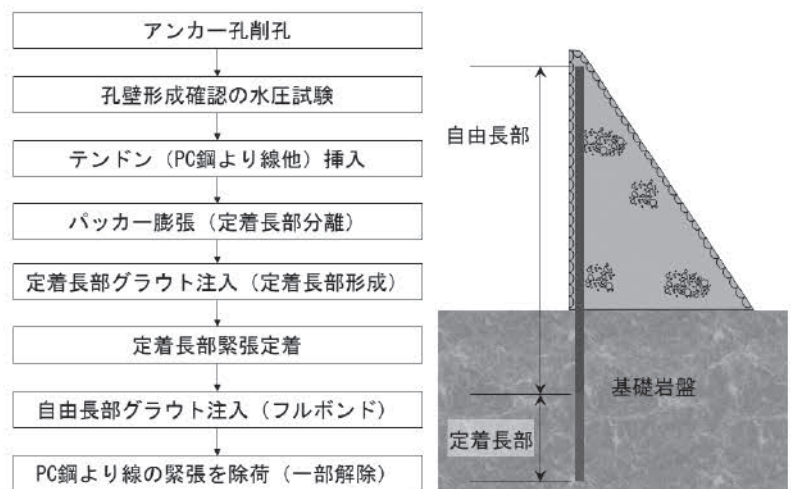 アンカー孔削孔
孔壁形成確認の水圧試験
テンドン（PC鋼より線他）挿入
パッカー膨張（定着長部分離）
定着長部グラウト注入（定着長部形成）
定着長部緊張定着
自由長部グラウト注入（フルボンド）
PC鋼より線の緊張を除荷（一部解除）
自由長部
基礎岩盤
定着長部